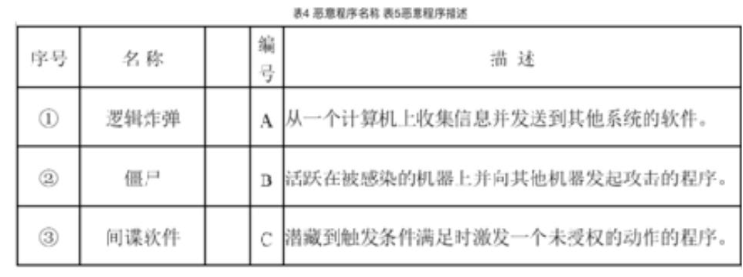 表4 恶意程序名称 表5恶意程序描述
序号 名称 编号 描述
① 逻辑炸弹 A 从一个计算机上收集信息并发送到其他系统的软件。
② 僵尸 B 活跃在被感染的机器上并向其他机器发起攻击的程序。
③ 间谍软件 C 潜藏到触发条件满足时激发一个未授权的动作的程序。